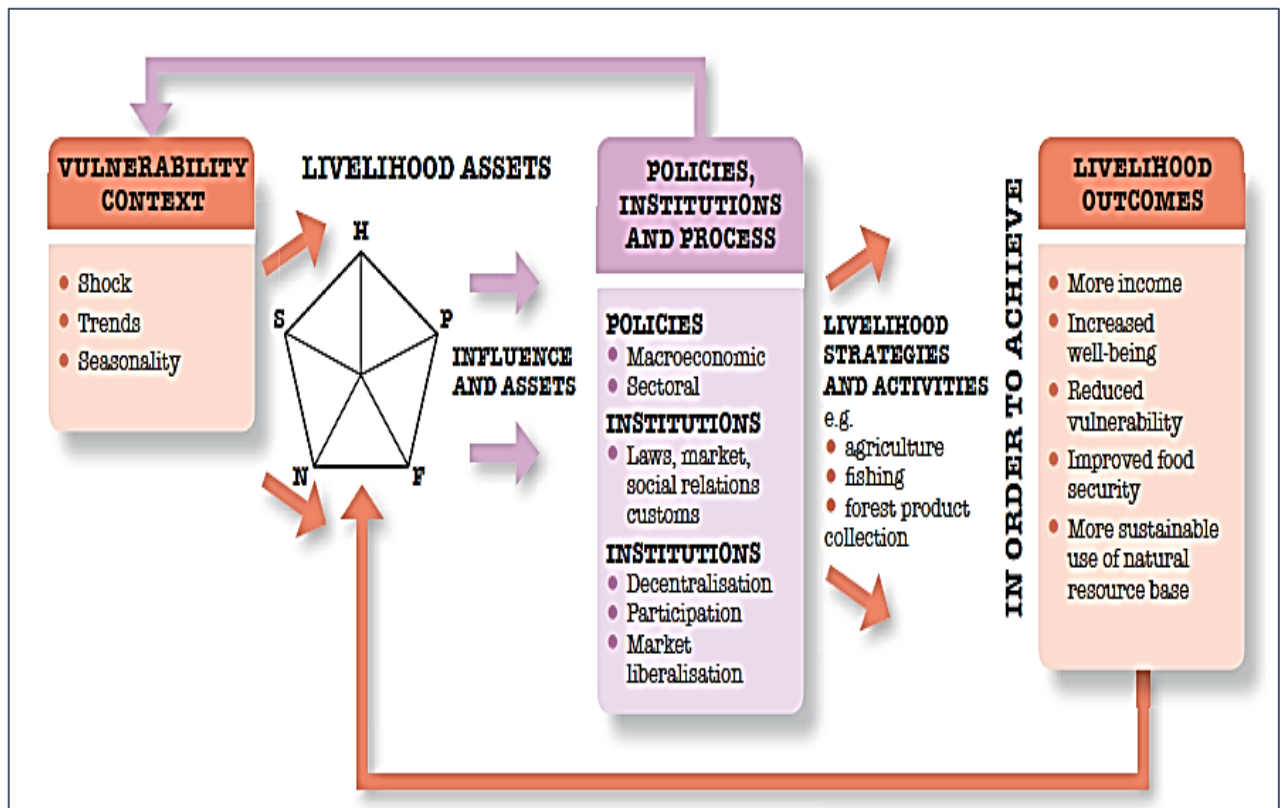 VULNERABILITY
CONTEXT
Shock
Trends
Seasonality
LIVELIHOOD ASSETS
H
S
P
N
F
INFLUENCE
AND ASSETS
POLICIES,
INSTITUTIONS
AND PROCESS
POLICIES
Macroeconomic
Sectoral
INSTITUTIONS
Laws, market,
social relations
customs
INSTITUTIONS
Decentralisation
Participation
Market
liberalisation
LIVELIHOOD
STRATEGIES
AND ACTIVITIES
e.g.
agriculture
fishing
forest product
collection
IN ORDER TO ACHIEVE
LIVELIHOOD
OUTCOMES
More income
Increased
well-being
Reduced
vulnerability
Improved food
security
More sustainable
use of natural
resource base